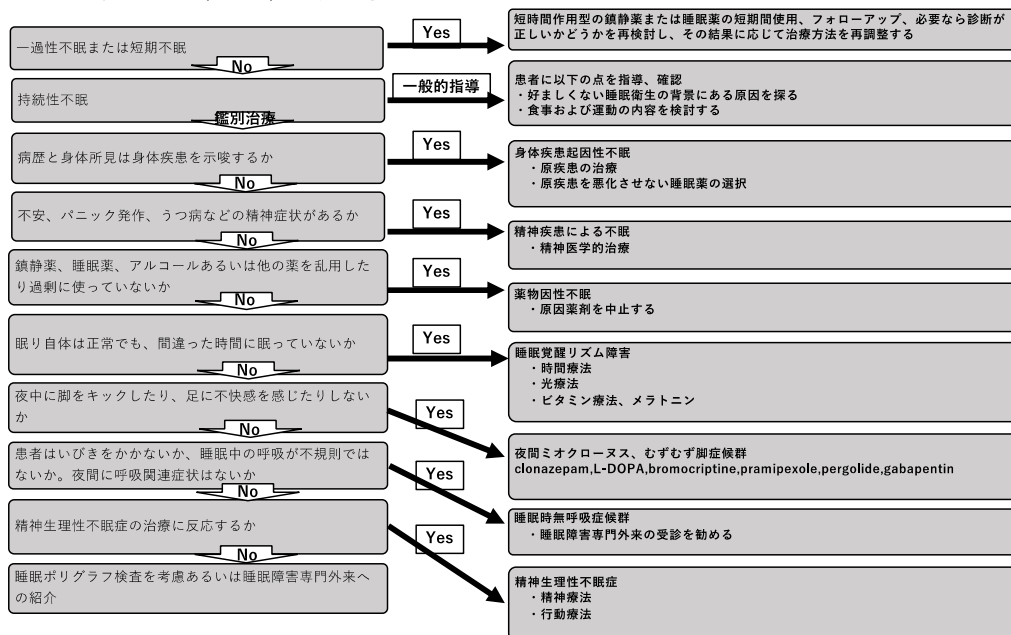 一過性不眠または短期不眠
Yes
短時間作用型の鎮静薬または睡眠薬の短期間使用、フォローアップ、必要なら診断が
正しいかどうかを再検討し、その結果に応じて治療方法を再調整する
No
持続性不眠
一般的指導
患者に以下の点を指導、確認
・好ましくない睡眠衛生の背景にある原因を探る
・食事および運動の内容を検討する
鑑別治療
病歴と身体所見は身体疾患を示唆するか
Yes
身体疾患起因性不眠
・原疾患の治療
・原疾患を悪化させない睡眠薬の選択
No
不安、パニック発作、うつ病などの精神症状があるか
Yes
精神疾患による不眠
・精神医学的治療
No
鎮静薬、睡眠薬、アルコールあるいは他の薬を乱用した
り過剰に使っていないか
Yes
薬物因性不眠
・原因薬剤を中止する
No
眠り自体は正常でも、間違った時間に眠っていないか
Yes
睡眠覚醒リズム障害
・時間療法
・光療法
・ビタミン療法、メラトニン
No
夜中に脚をキックしたり、足に不快感を感じたりしない
か
Yes
夜間ミオクローヌス、むずむず脚症候群
clonazepam,L-DOPA,bromocriptine,pramipexole,pergolide,gabapentin
No
患者はいびきをかかないか、睡眠中の呼吸が不規則では
ないか。夜間に呼吸関連症状はないか
Yes
睡眠時無呼吸症候群
・睡眠障害専門外来の受診を勧める
No
精神生理性不眠症の治療に反応するか
Yes
精神生理性不眠症
・精神療法
・行動療法
No
睡眠ポリグラフ検査を考慮あるいは睡眠障害専門外来へ
の紹介